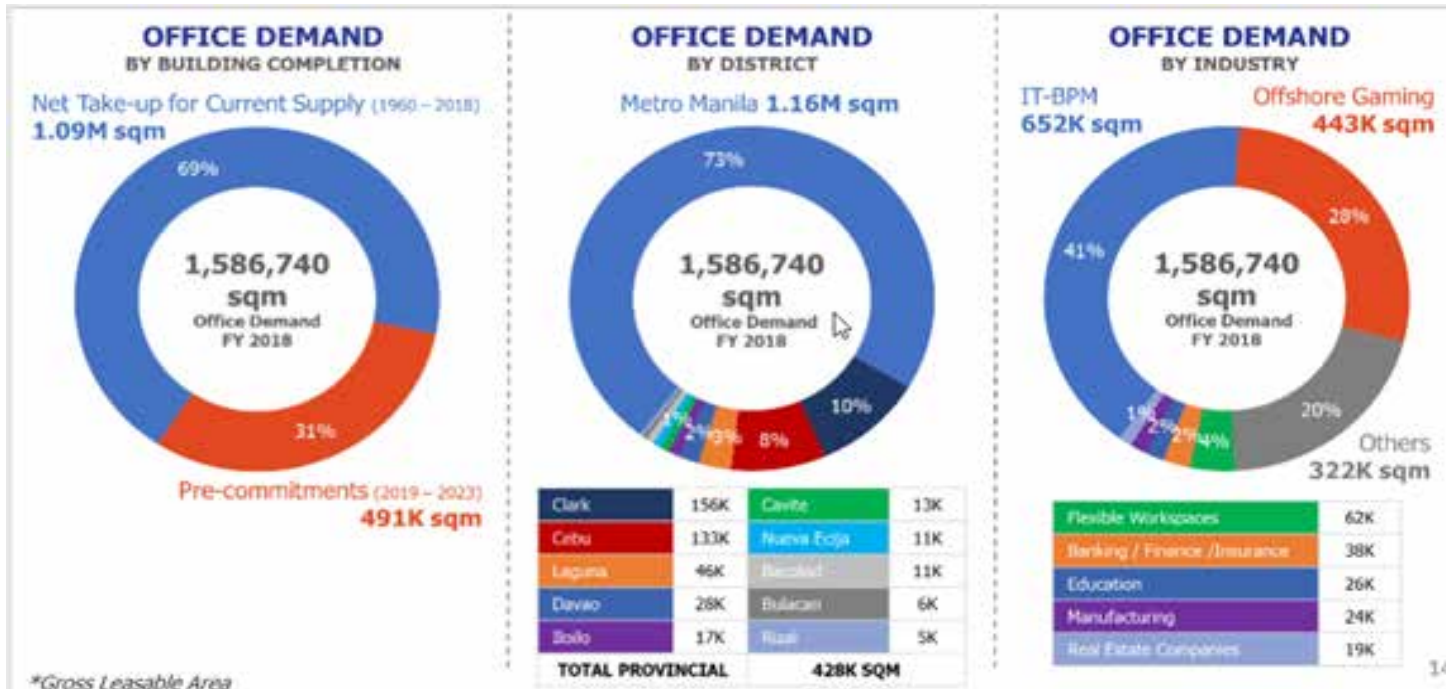 OFFICE DEMAND
BY BUILDING COMPLETION
Net Take-up for Current Supply (1960 – 2018)
1.09M sqm
69%
1,586,740
sqm
Office Demand
FY 2018
31%
Pre-commitments (2019 – 2023)
491K sqm
*Gross Leasable Area
OFFICE DEMAND
BY DISTRICT
Metro Manila 1.16M sqm
73%
1,586,740
sqm
Office Demand
FY 2018
1%
2%
3%
8%
10%
Clark 156K Cavite 13K
Cebu 133K Nueva Ecija 11K
Laguna 46K Bacolod 11K
Davao 28K Bulacan 6K
Iloilo 17K Rizal 5K
TOTAL PROVINCIAL 428K SQM
OFFICE DEMAND
BY INDUSTRY
IT-BPM
652K sqm
Offshore Gaming
443K sqm
28%
41%
1,586,740
sqm
Office Demand
FY 2018
20%
1%
2%
2%
4%
Others
322K sqm
Flexible Workspaces 62K
Banking / Finance /Insurance 38K
Education 26K
Manufacturing 24K
Real Estate Companies 19K
14